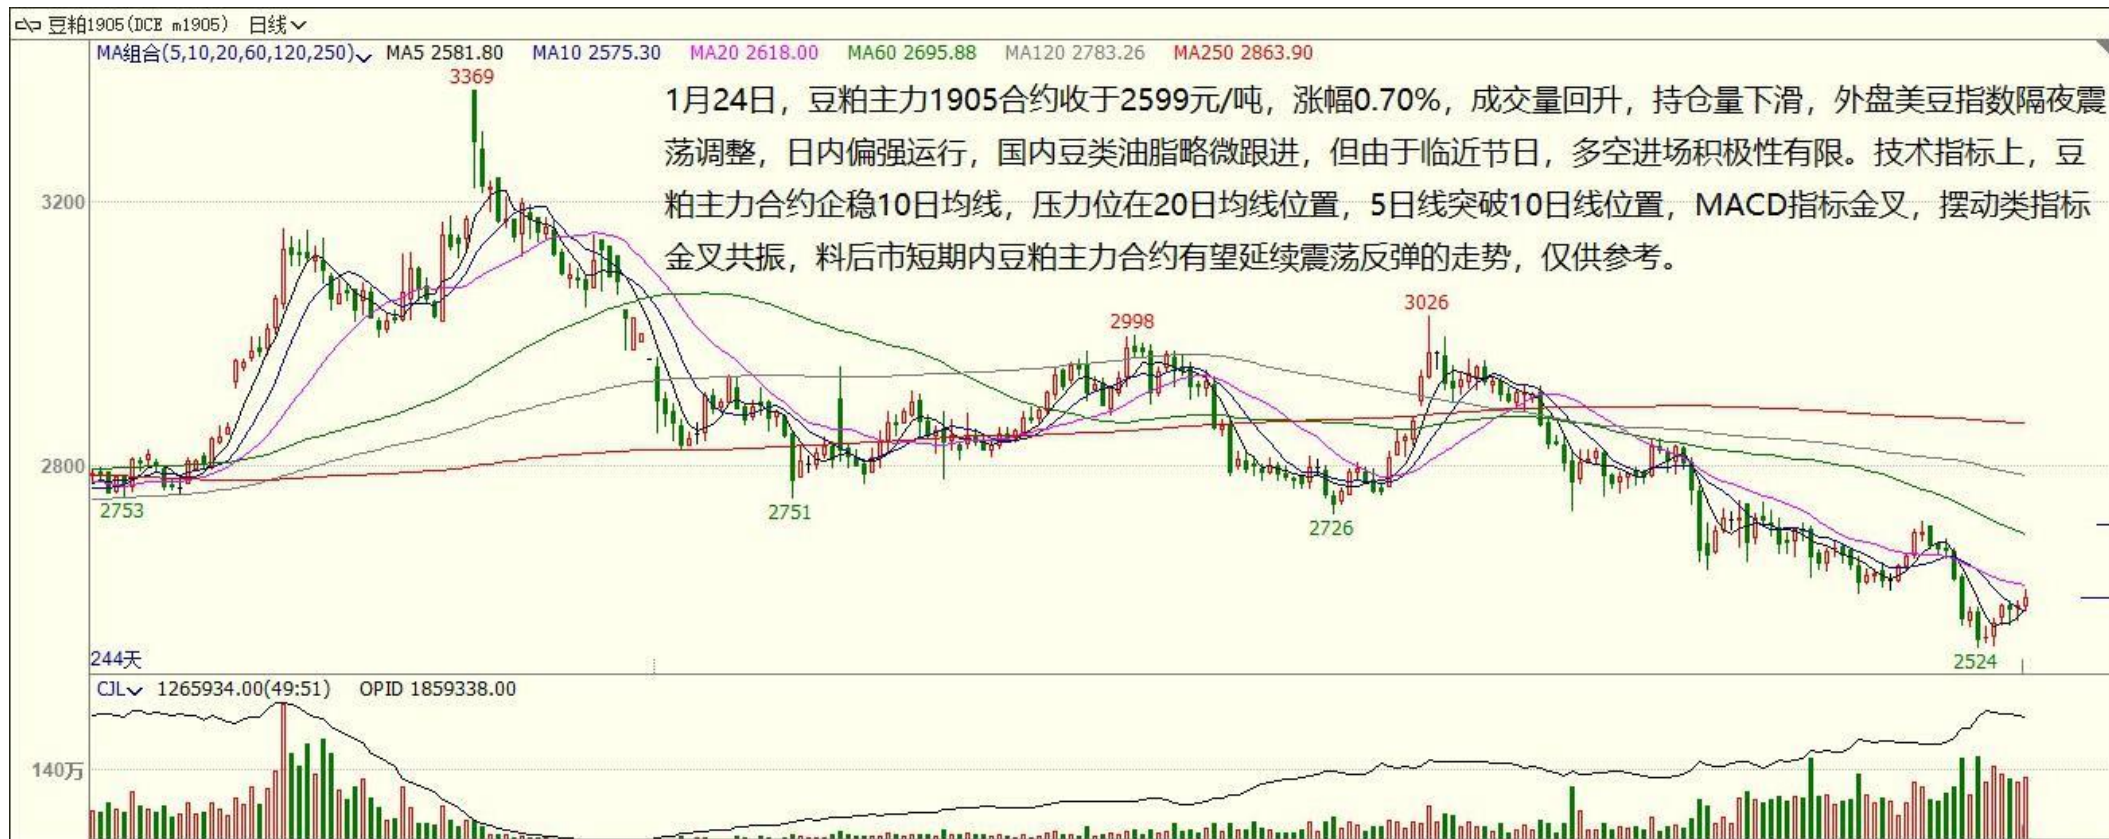 豆粕1905(DCE m1905) 日线
MA组合(5,10,20,60,120,250) MA5 2581.80 MA10 2575.30 MA20 2618.00 MA60 2695.88 MA120 2783.26 MA250 2863.90
3369
1月24日，豆粕主力1905合约收于2599元/吨，涨幅0.70%，成交量回升，持仓量下滑，外盘美豆指数隔夜震
荡调整，日内偏强运行，国内豆类油脂略微跟进，但由于临近节日，多空进场积极性有限。技术指标上，豆
3200
粕主力合约企稳10日均线，压力位在20日均线位置，5日线突破10日线位置，MACD指标金叉，摆动类指标
金叉共振，料后市短期内豆粕主力合约有望延续震荡反弹的走势，仅供参考。
3026
2998
2800
2753
2751
2726
244天
2524
CJL 1265934.00(49:51) OPID 1859338.00
140万